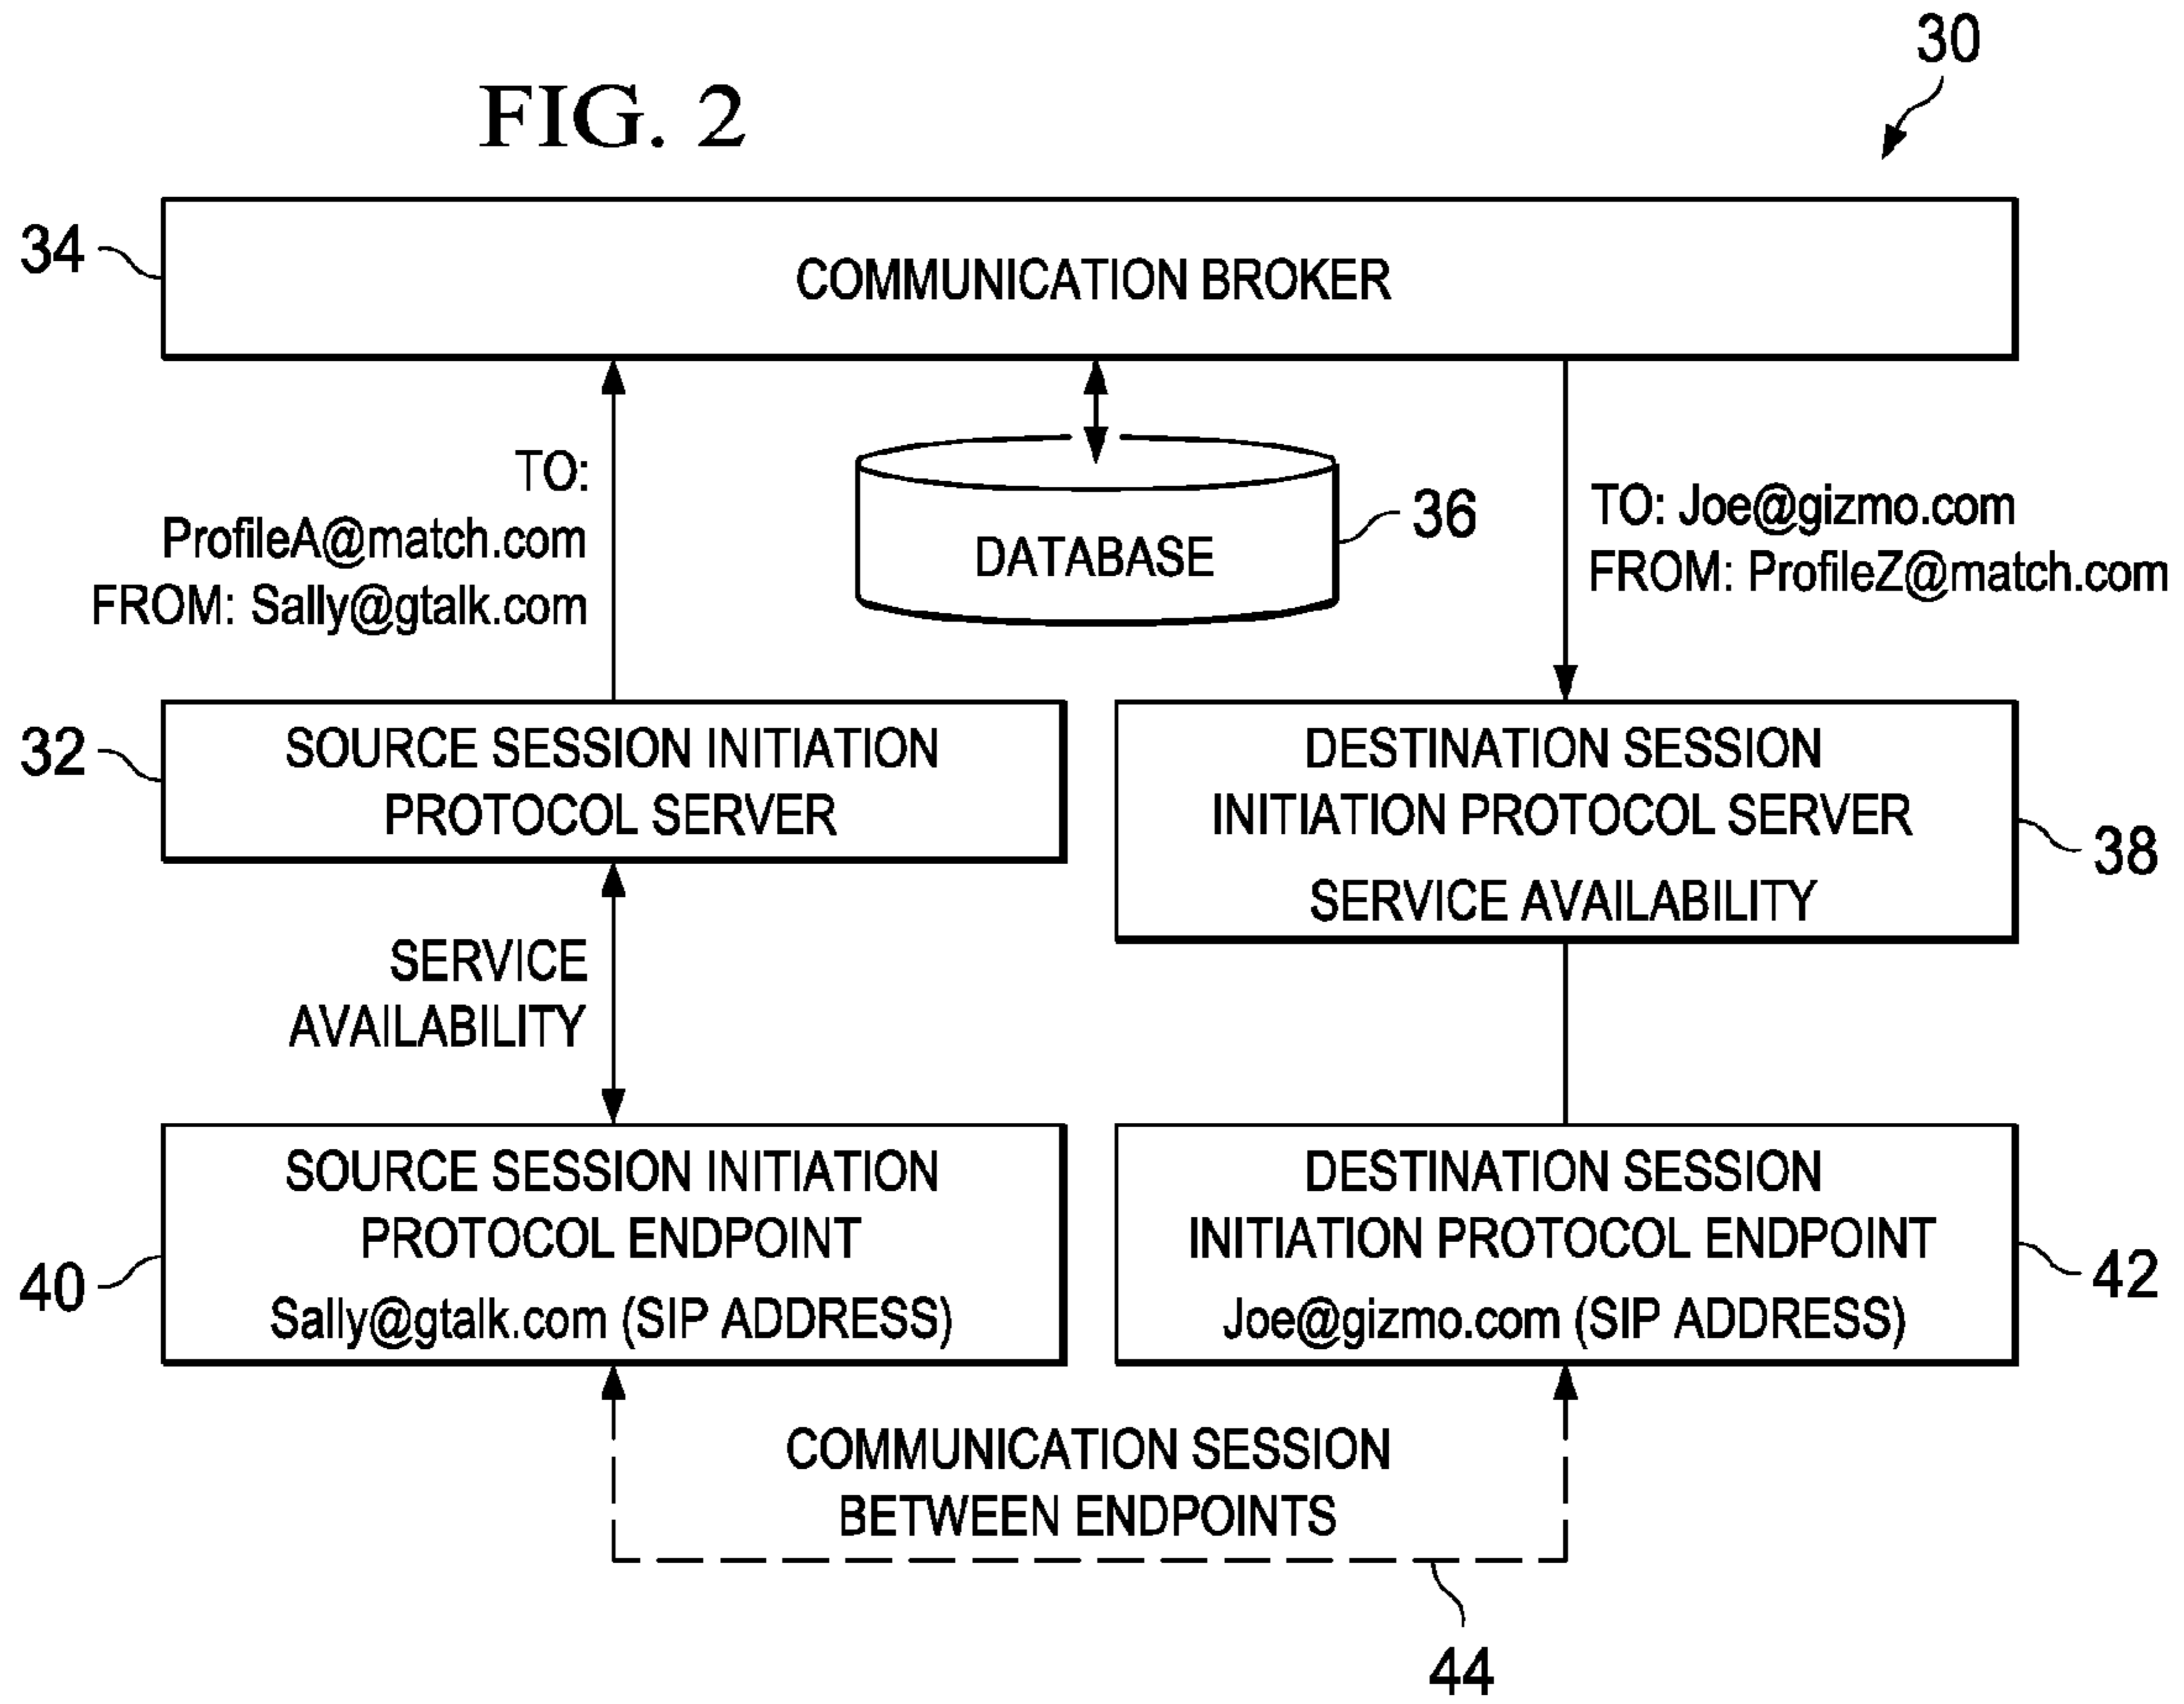 FIG. 2
30
34
COMMUNICATION BROKER
TO:
ProfileA@match.com
FROM: Sally@gtalk.com
DATABASE
36
TO: Joe@gizmo.com
FROM: ProfileZ@match.com
32
SOURCE SESSION INITIATION
PROTOCOL SERVER
DESTINATION SESSION
INITIATION PROTOCOL SERVER
SERVICE AVAILABILITY
38
SERVICE
AVAILABILITY
40
SOURCE SESSION INITIATION
PROTOCOL ENDPOINT
Sally@gtalk.com (SIP ADDRESS)
DESTINATION SESSION
INITIATION PROTOCOL ENDPOINT
Joe@gizmo.com (SIP ADDRESS)
42
COMMUNICATION SESSION
BETWEEN ENDPOINTS
44